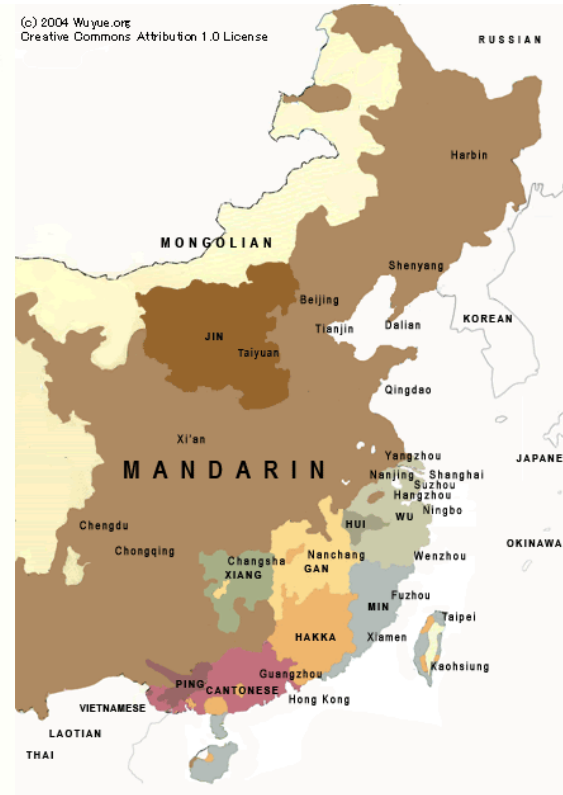 (c) 2004 Wuyue.org
Creative Commons Attribution 1.0 License
RUSSIAN
Harbin
MONGOLIAN
Shenyang
Beijing
KOREAN
Tianjin
Dalian
JIN
Taiyuan
Qingdao
Xi'an
MANDARIN
Yangzhou
JAPANE
Nanjing
Shanghai
Suzhou
Hangzhou
Ningbo
WU
HUI
Chengdu
Chongqing
OKINAWA
Nanchang
Wenzhou
Changsha
GAN
XIANG
Fuzhou
MIN
Taipei
HAKKA
Xiamen
Kaohsiung
Guangzhou
PING
CANTONESE
Hong Kong
VIETNAMESE
LAOTIAN
THAI